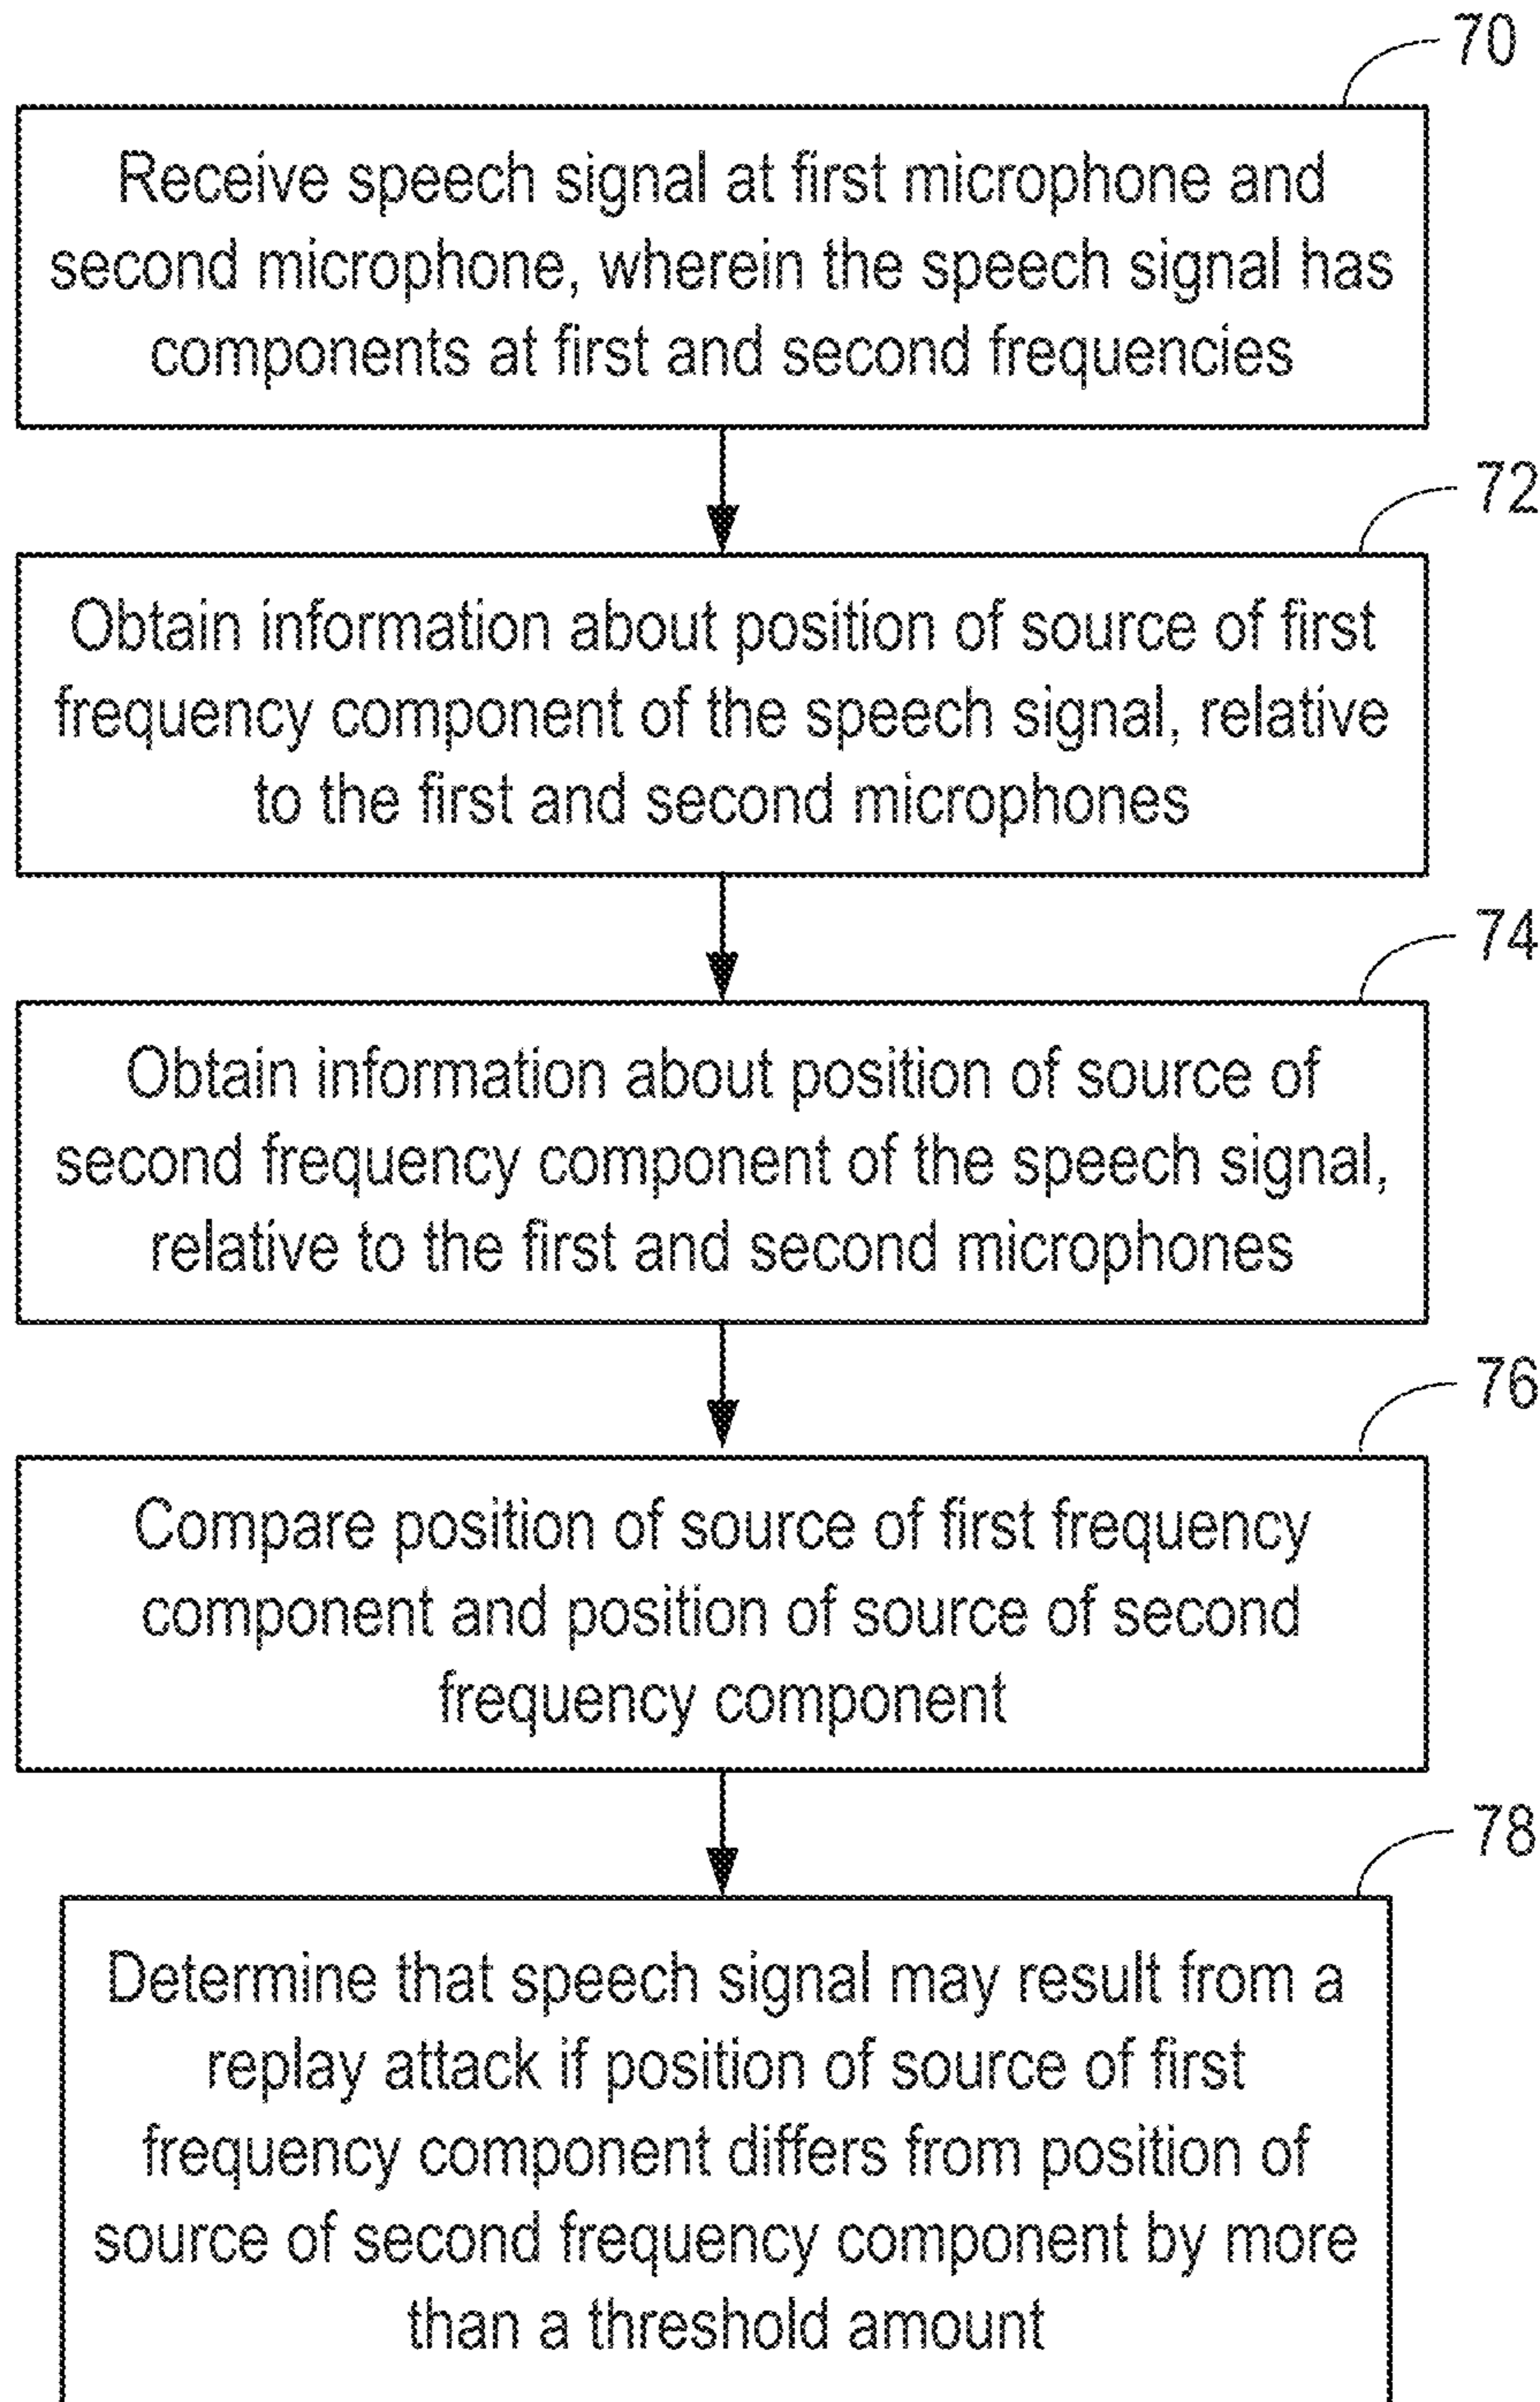 70
Receive speech signal at first microphone and
second microphone, wherein the speech signal has
components at first and second frequencies
72
Obtain information about position of source of first
frequency component of the speech signal, relative
to the first and second microphones
74
Obtain information about position of source of
second frequency component of the speech signal,
relative to the first and second microphones
76
Compare position of source of first frequency
component and position of source of second
frequency component
78
Determine that speech signal may result from a
replay attack if position of source of first
frequency component differs from position of
source of second frequency component by more
than a threshold amount